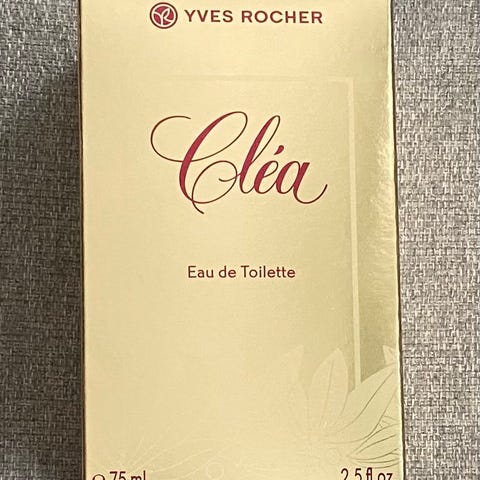 YVES ROCHER
Cléa
Eau de Toilette
℮ 75 ml 2.5 fl oz